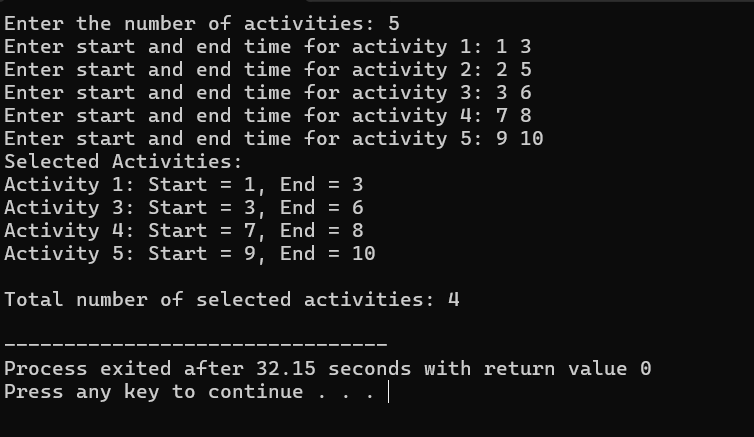 Enter the number of activities: 5
Enter start and end time for activity 1: 1 3
Enter start and end time for activity 2: 2 5
Enter start and end time for activity 3: 3 6
Enter start and end time for activity 4: 7 8
Enter start and end time for activity 5: 9 10
Selected Activities:
Activity 1: Start = 1, End = 3
Activity 3: Start = 3, End = 6
Activity 4: Start = 7, End = 8
Activity 5: Start = 9, End = 10
Total number of selected activities: 4
--------------------------------
Process exited after 32.15 seconds with return value 0
Press any key to continue . . .